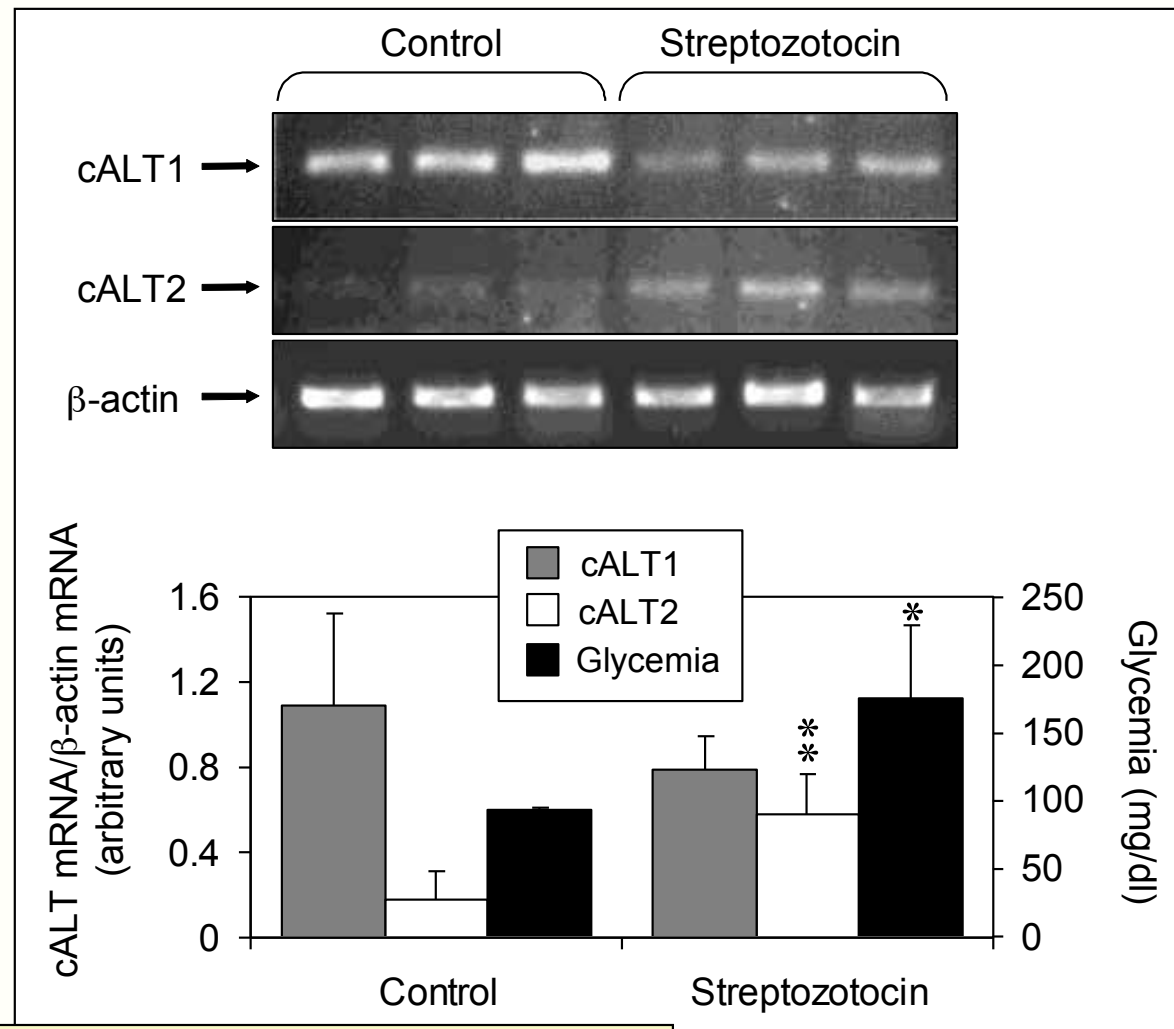 Control Streptozotocin
cALT1
cALT2
β-actin
cALT mRNA/β-actin mRNA
(arbitrary units)
cALT1
cALT2
Glycemia
1.6
1.2
0.8
0.4
0
*
**
250
200
150
100
50
0
Glycemia (mg/dl)
Control Streptozotocin